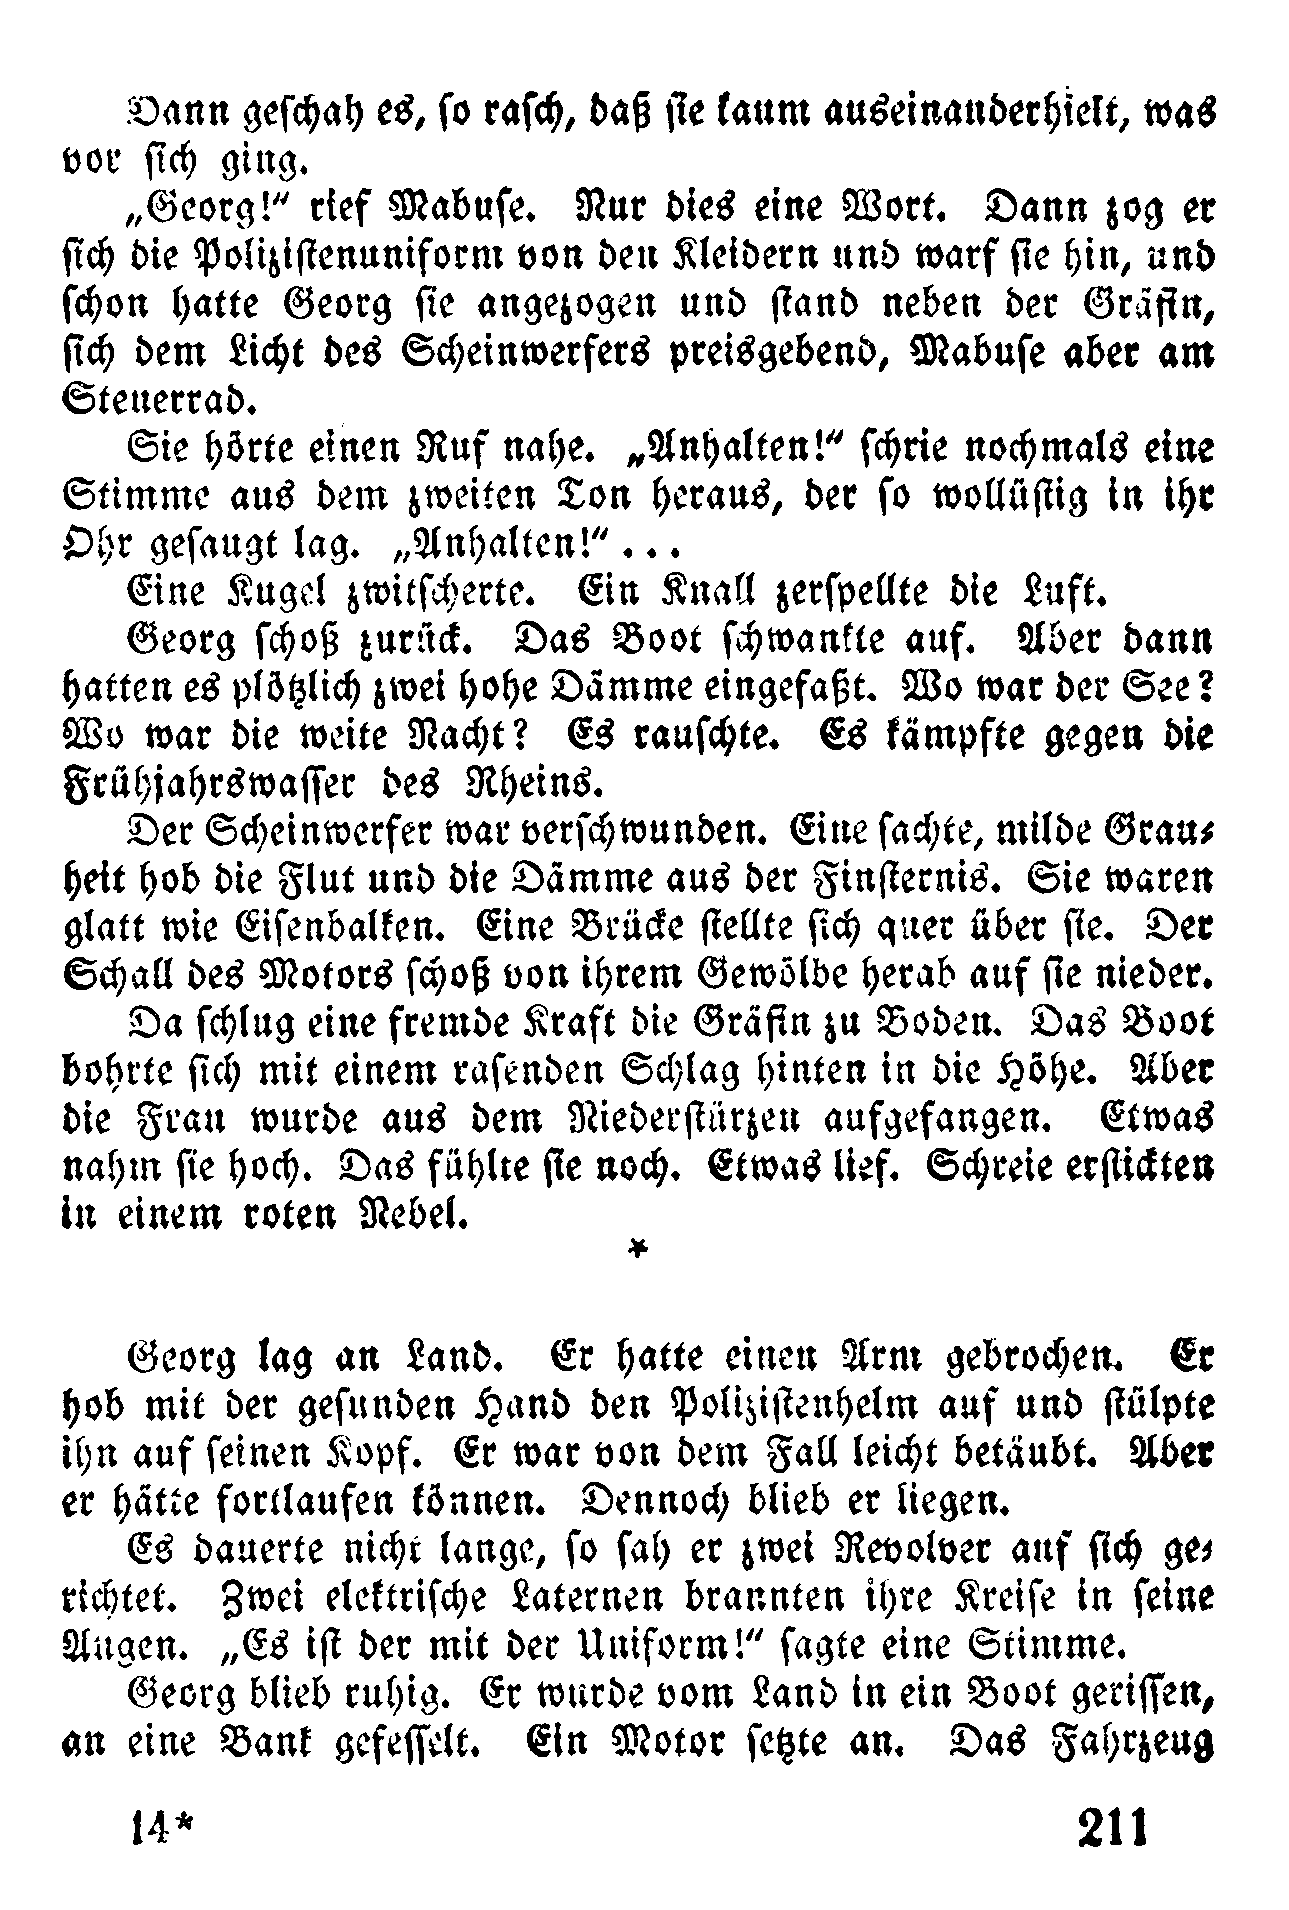 Dann geschah es, so rasch, daß sie kaum auseinanderhielt, was
vor sich ging.
„Georg!“ rief Mabuse. Nur dies eine Wort. Dann zog er
sich die Polizistenuniform von den Kleidern und warf sie hin, und
schon hatte Georg sie angezogen und stand neben der Gräfin,
sich dem Licht des Scheinwerfers preisgebend, Mabuse aber am
Steuerrad.
Sie hörte einen Ruf nahe. „Anhalten!“ schrie nochmals eine
Stimme aus dem zweiten Ton heraus, der so wollüstig in ihr
Ohr gesaugt lag. „Anhalten!“ . . .
Eine Kugel zwitscherte. Ein Knall zerspellte die Luft.
Georg schoß zurück. Das Boot schwankte auf. Aber dann
hatten es plötzlich zwei hohe Dämme eingefaßt. Wo war der See?
Wo war die weite Nacht? Es rauschte. Es kämpfte gegen die
Frühjahrswasser des Rheins.
Der Scheinwerfer war verschwunden. Eine sachte, milde Grau-
heit hob die Flut und die Dämme aus der Finsternis. Sie waren
glatt wie Eisenbalken. Eine Brücke stellte sich quer über sie. Der
Schall des Motors schoß von ihrem Gewölbe herab auf sie nieder.
Da schlug eine fremde Kraft die Gräfin zu Boden. Das Boot
bohrte sich mit einem rasenden Schlag hinten in die Höhe. Aber
die Frau wurde aus dem Niederstürzen aufgefangen. Etwas
nahm sie hoch. Das fühlte sie noch. Etwas lief. Schreie erstickten
in einem roten Nebel.
*
Georg lag an Land. Er hatte einen Arm gebrochen. Er
hob mit der gesunden Hand den Polizistenhelm auf und stülpte
ihn auf seinen Kopf. Er war von dem Fall leicht betäubt. Aber
er hätte fortlaufen können. Dennoch blieb er liegen.
Es dauerte nicht lange, so sah er zwei Revolver auf sich ge-
richtet. Zwei elektrische Laternen brannten ihre Kreise in seine
Augen. „Es ist der mit der Uniform!“ sagte eine Stimme.
Georg blieb ruhig. Er wurde vom Land in ein Boot gerissen,
an eine Bank gefesselt. Ein Motor setzte an. Das Fahrzeug
14*
211